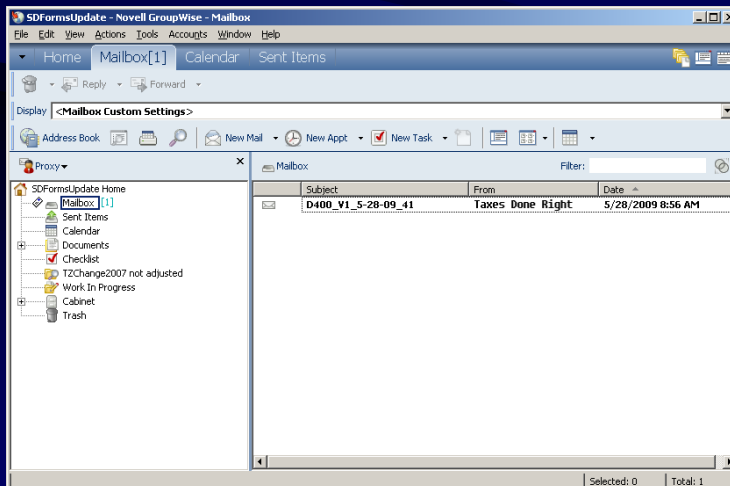 SDFormsUpdate - Novell GroupWise - Mailbox
File Edit View Actions Tools Accounts Window Help
Home Mailbox[1] Calendar Sent Items
Reply Forward
Display <Mailbox Custom Settings>
Address Book New Mail New Appt New Task
Proxy Mailbox Filter:
SDFormsUpdate Home
Mailbox [1]
Sent Items
Calendar
Documents
Checklist
TZChange2007 not adjusted
Work In Progress
Cabinet
Trash
Subject From Date
D400_V1_5-28-09_41 Taxes Done Right 5/28/2009 8:56 AM
Selected: 0 Total: 1